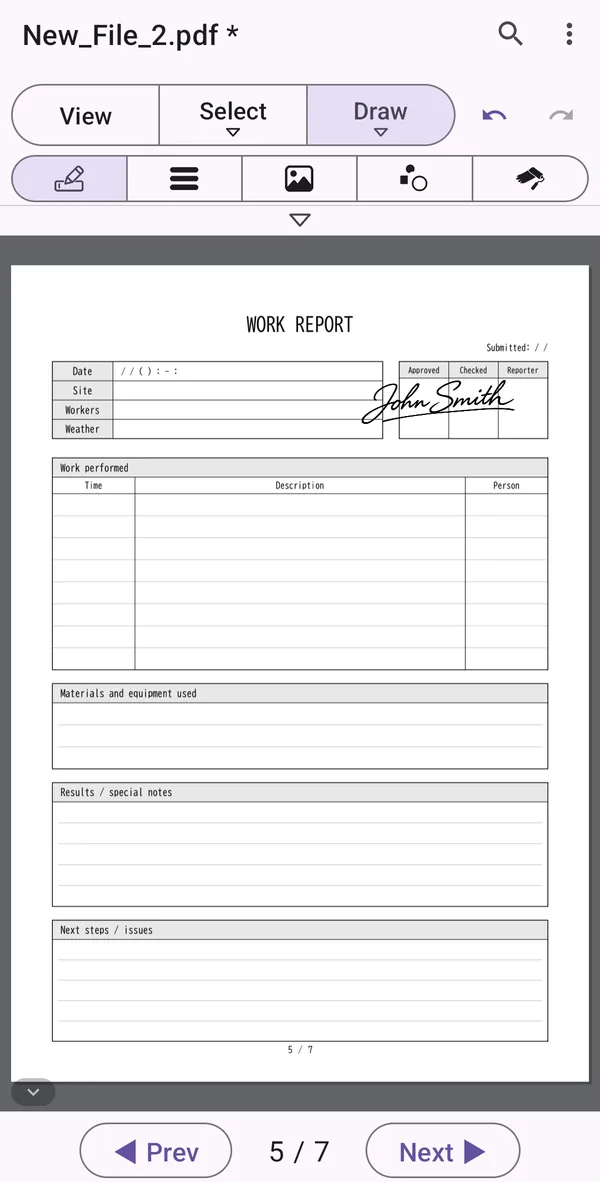 New_File_2.pdf *
View
Select
Draw
WORK REPORT
Submitted: / /
Date / / ( ) : - :
Site
Workers
Weather
Approved Checked Reporter
John Smith
Work performed
Time Description Person
Materials and equipment used
Results / special notes
Next steps / issues
5 / 7
Prev 5 / 7 Next